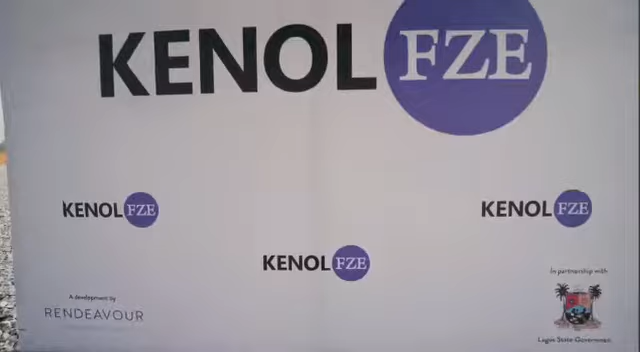 KENOL FZE
KENOL FZE
KENOL FZE
KENOL FZE
A development by
RENDEAVOUR
In partnership with
Lagos State Government